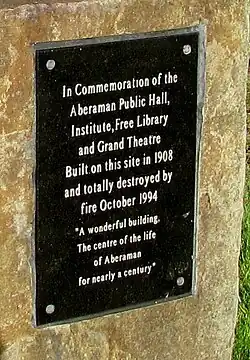 In Commemoration of the
Aberaman Public Hall,
Institute, Free Library
and Grand Theatre
Built on this site in 1908
and totally destroyed by
fire October 1994
"A wonderful building.
The centre of the life
of Aberaman
for nearly a century"